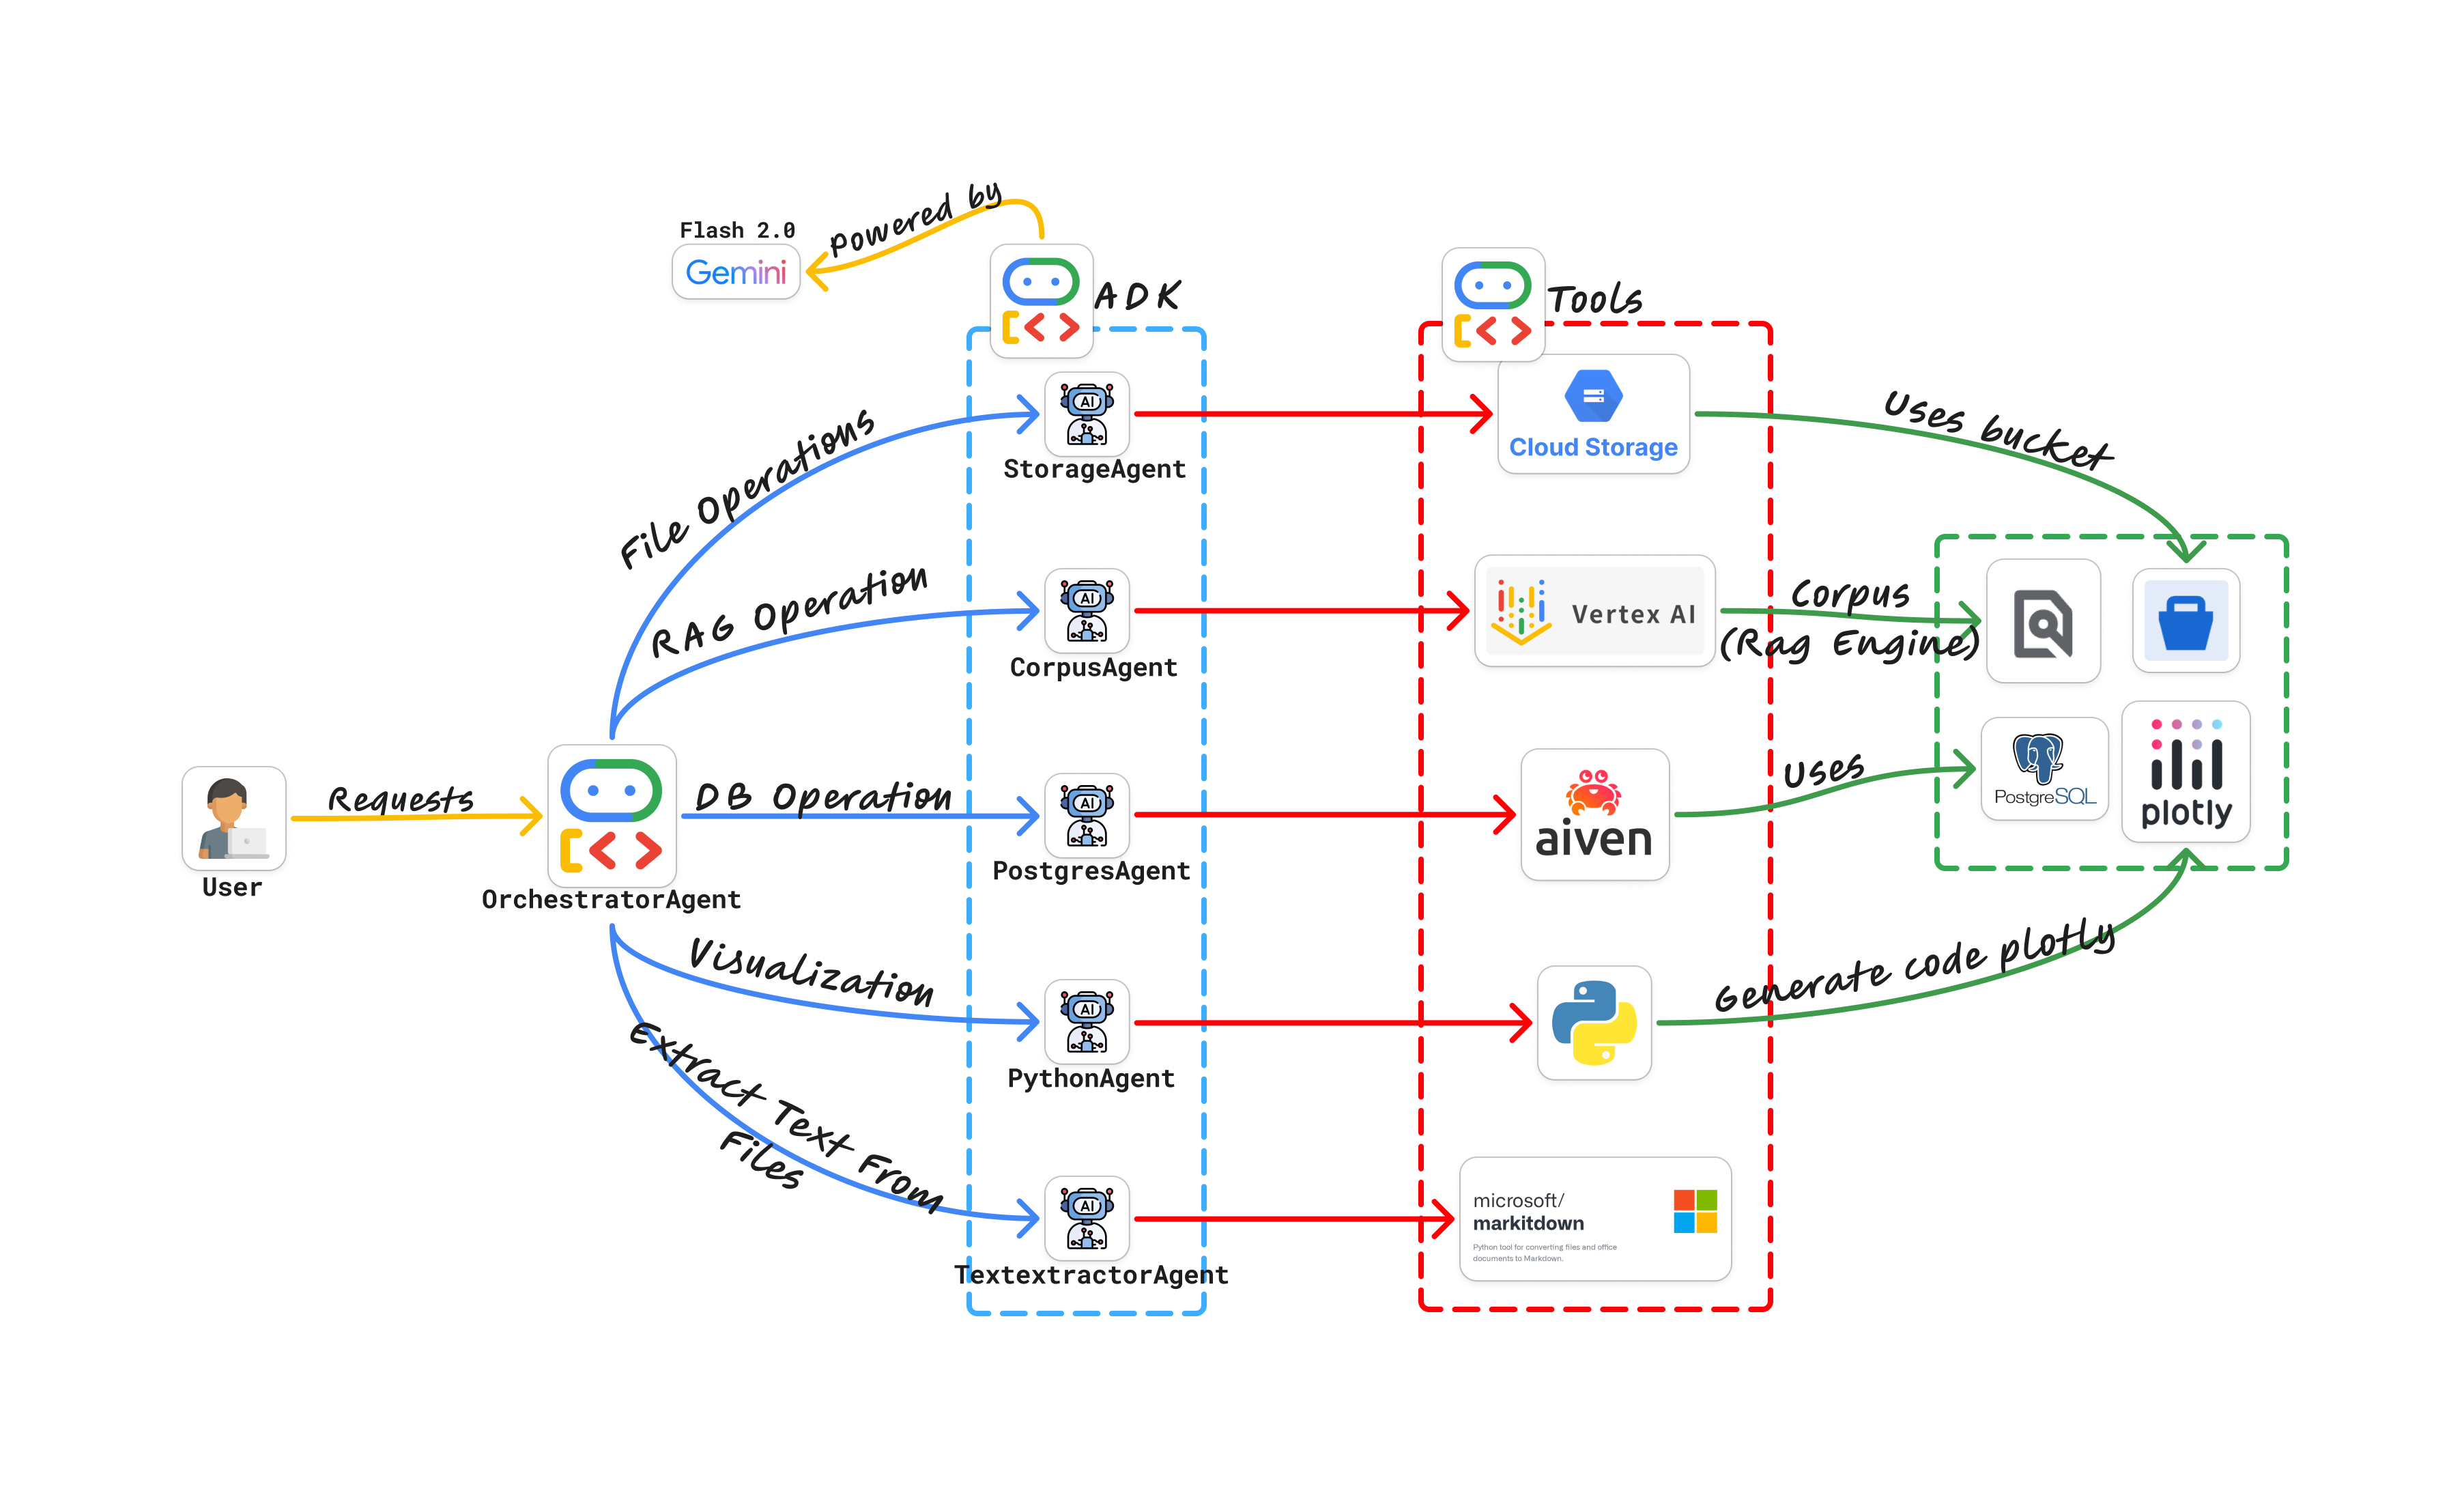 Flash 2.0
Gemini
Powered by
ADK
Tools
File Operations
StorageAgent
Cloud Storage
Uses bucket
RAG Operation
CorpusAgent
Vertex AI
Corpus
(Rag Engine)
User
Requests
OrchestratorAgent
DB Operation
PostgresAgent
aiven
Uses
PostgreSQL
plotly
Visualization
PythonAgent
Generate code plotly
Extract Text From
Files
TextextractorAgent
microsoft/
markitdown
Python tool for converting files and office
documents to Markdown.
AI
AI
AI
AI
AI